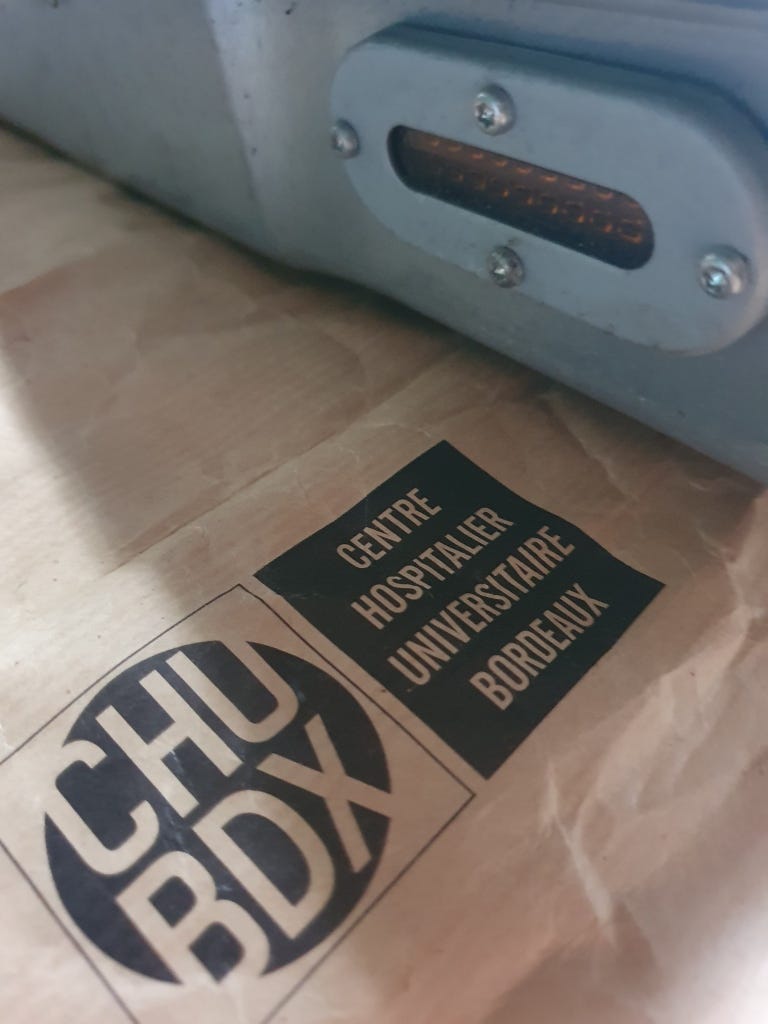 CENTRE
HOSPITALIER
UNIVERSITAIRE
BORDEAUX
CHU
BDX